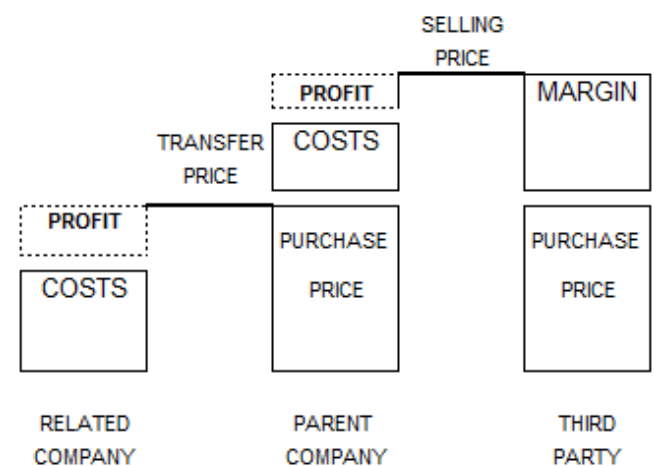 SELLING
PRICE
PROFIT
MARGIN
TRANSFER
PRICE
COSTS
PROFIT
PURCHASE
PRICE
PURCHASE
PRICE
COSTS
RELATED
COMPANY
PARENT
COMPANY
THIRD
PARTY